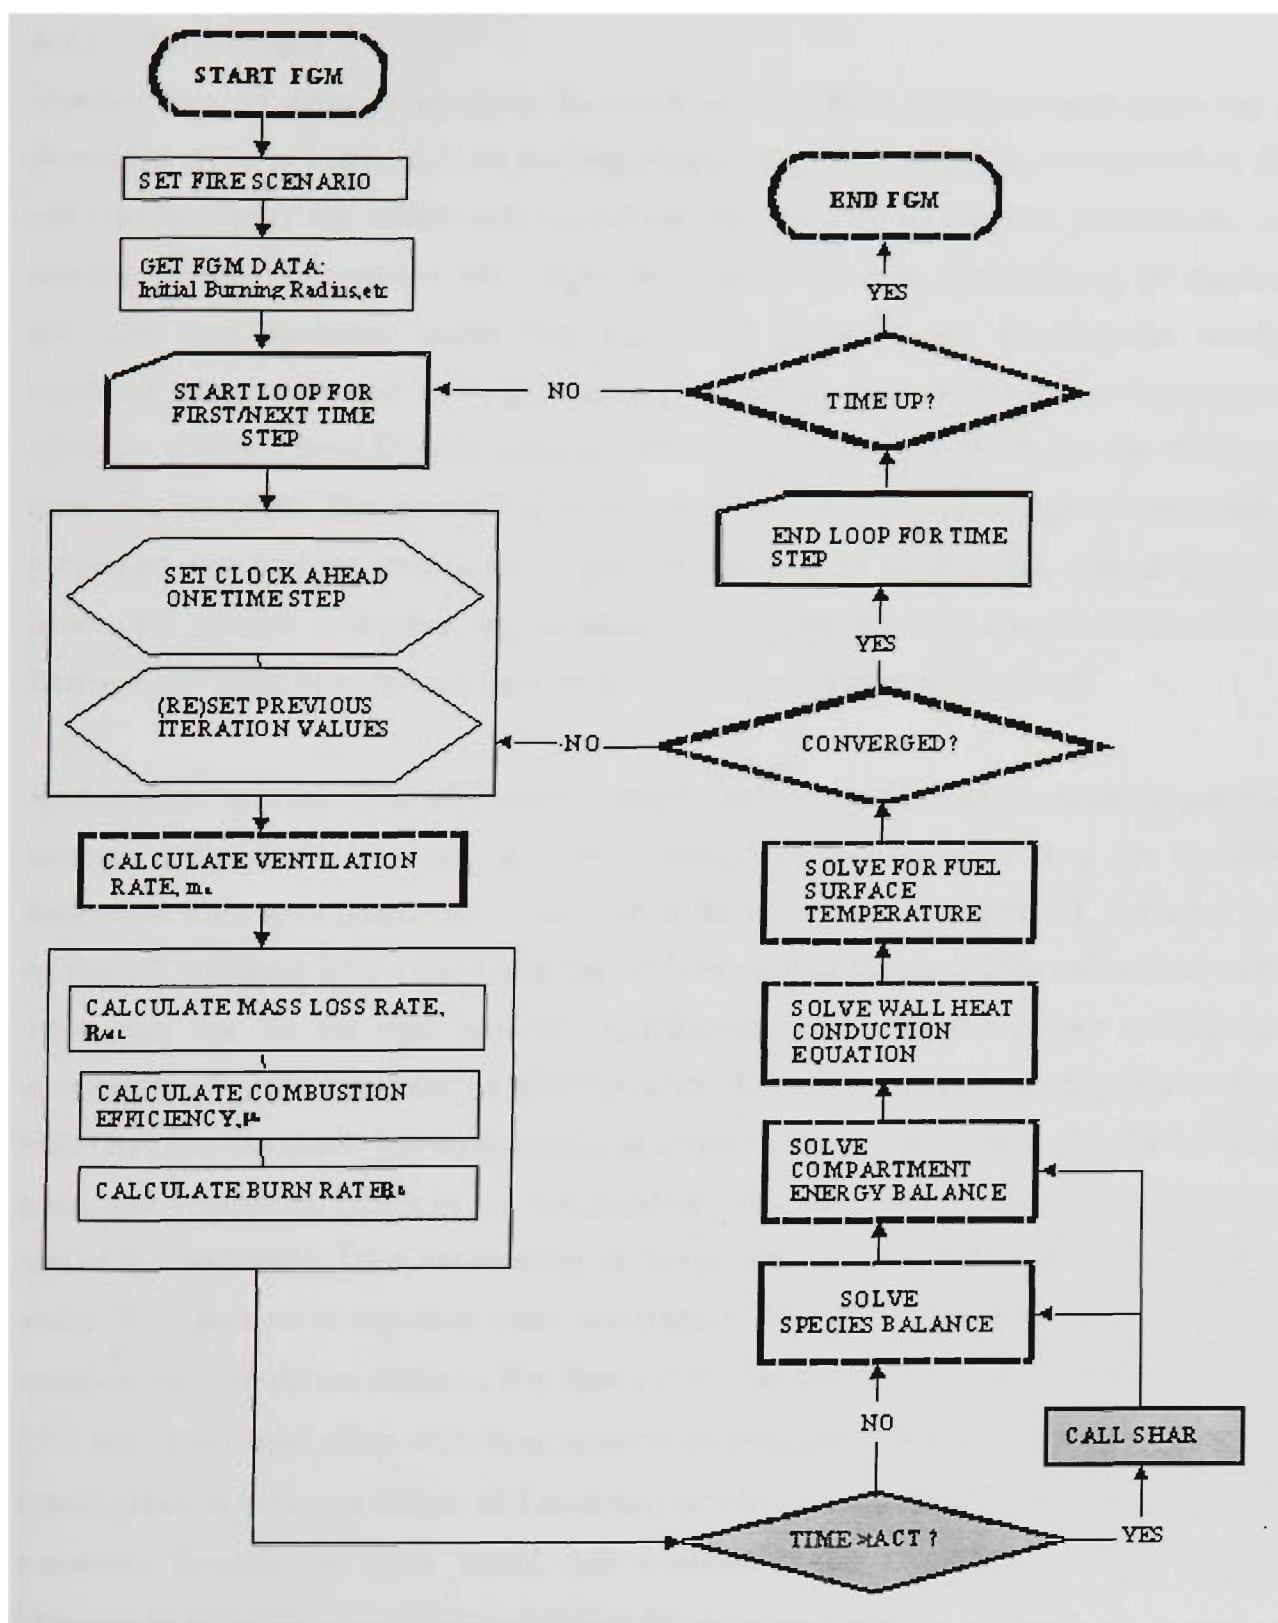 START FGM
SET FIRE SCENARIO
GET FGM DATA:
Initial Burning Radius,etc
START LOOP FOR
FIRST/NEXT TIME
STEP
SET CLOCK AHEAD
ONE TIME STEP
(RE)SET PREVIOUS
ITERATION VALUES
CALCULATE VENTILATION
RATE, m
CALCULATE MASS LOSS RATE,
R
CALCULATE COMBUSTION
EFFICIENCY, μ
CALCULATE BURN RATE R
TIME >tACT ?
YES
CALL SHAR
NO
SOLVE
SPECIES BALANCE
SOLVE
COMPARTMENT
ENERGY BALANCE
SOLVE WALL HEAT
CONDUCTION
EQUATION
SOLVE FOR FUEL
SURFACE
TEMPERATURE
CONVERGED?
NO
YES
END LOOP FOR TIME
STEP
TIME UP?
NO
YES
END FGM